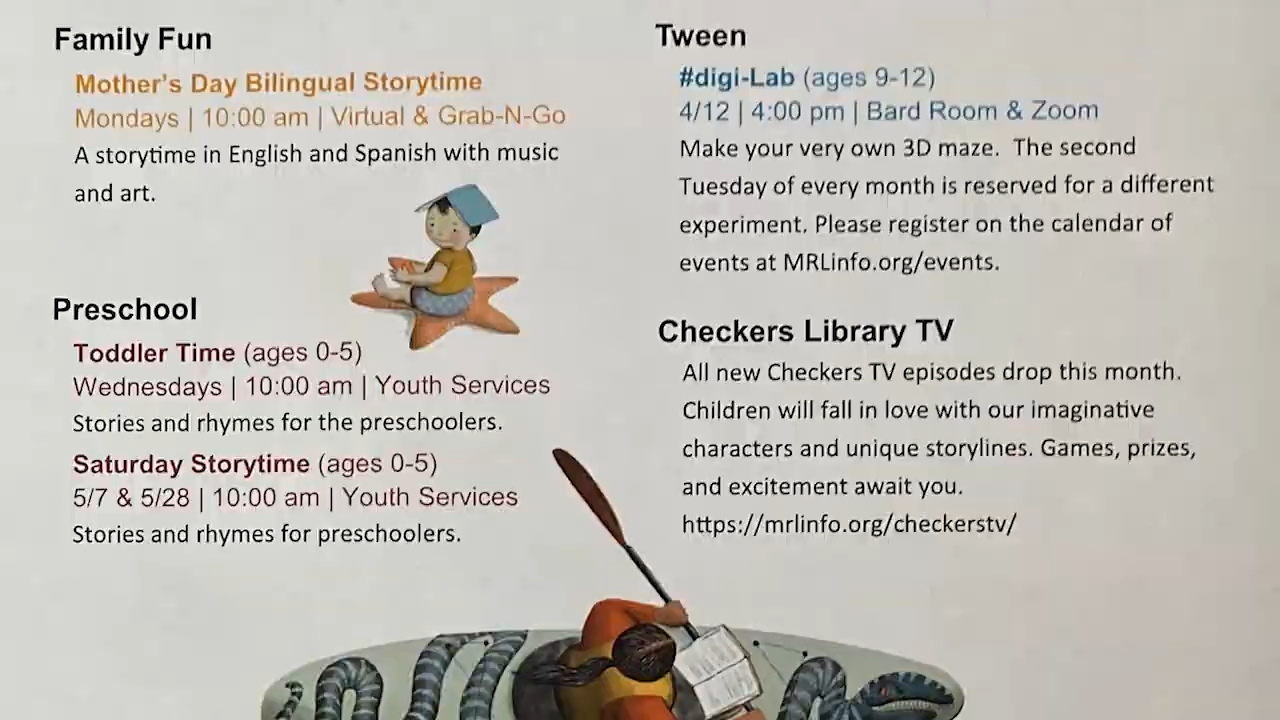 Family Fun
Mother's Day Bilingual Storytime
Mondays | 10:00 am | Virtual & Grab-N-Go
A storytime in English and Spanish with music
and art.
Preschool
Toddler Time (ages 0-5)
Wednesdays | 10:00 am | Youth Services
Stories and rhymes for the preschoolers.
Saturday Storytime (ages 0-5)
5/7 & 5/28 | 10:00 am | Youth Services
Stories and rhymes for preschoolers.
Tween
#digi-Lab (ages 9-12)
4/12 | 4:00 pm | Bard Room & Zoom
Make your very own 3D maze.  The second
Tuesday of every month is reserved for a different
experiment. Please register on the calendar of
events at MRLinfo.org/events.
Checkers Library TV
All new Checkers TV episodes drop this month.
Children will fall in love with our imaginative
characters and unique storylines. Games, prizes,
and excitement await you.
https://mrlinfo.org/checkerstv/